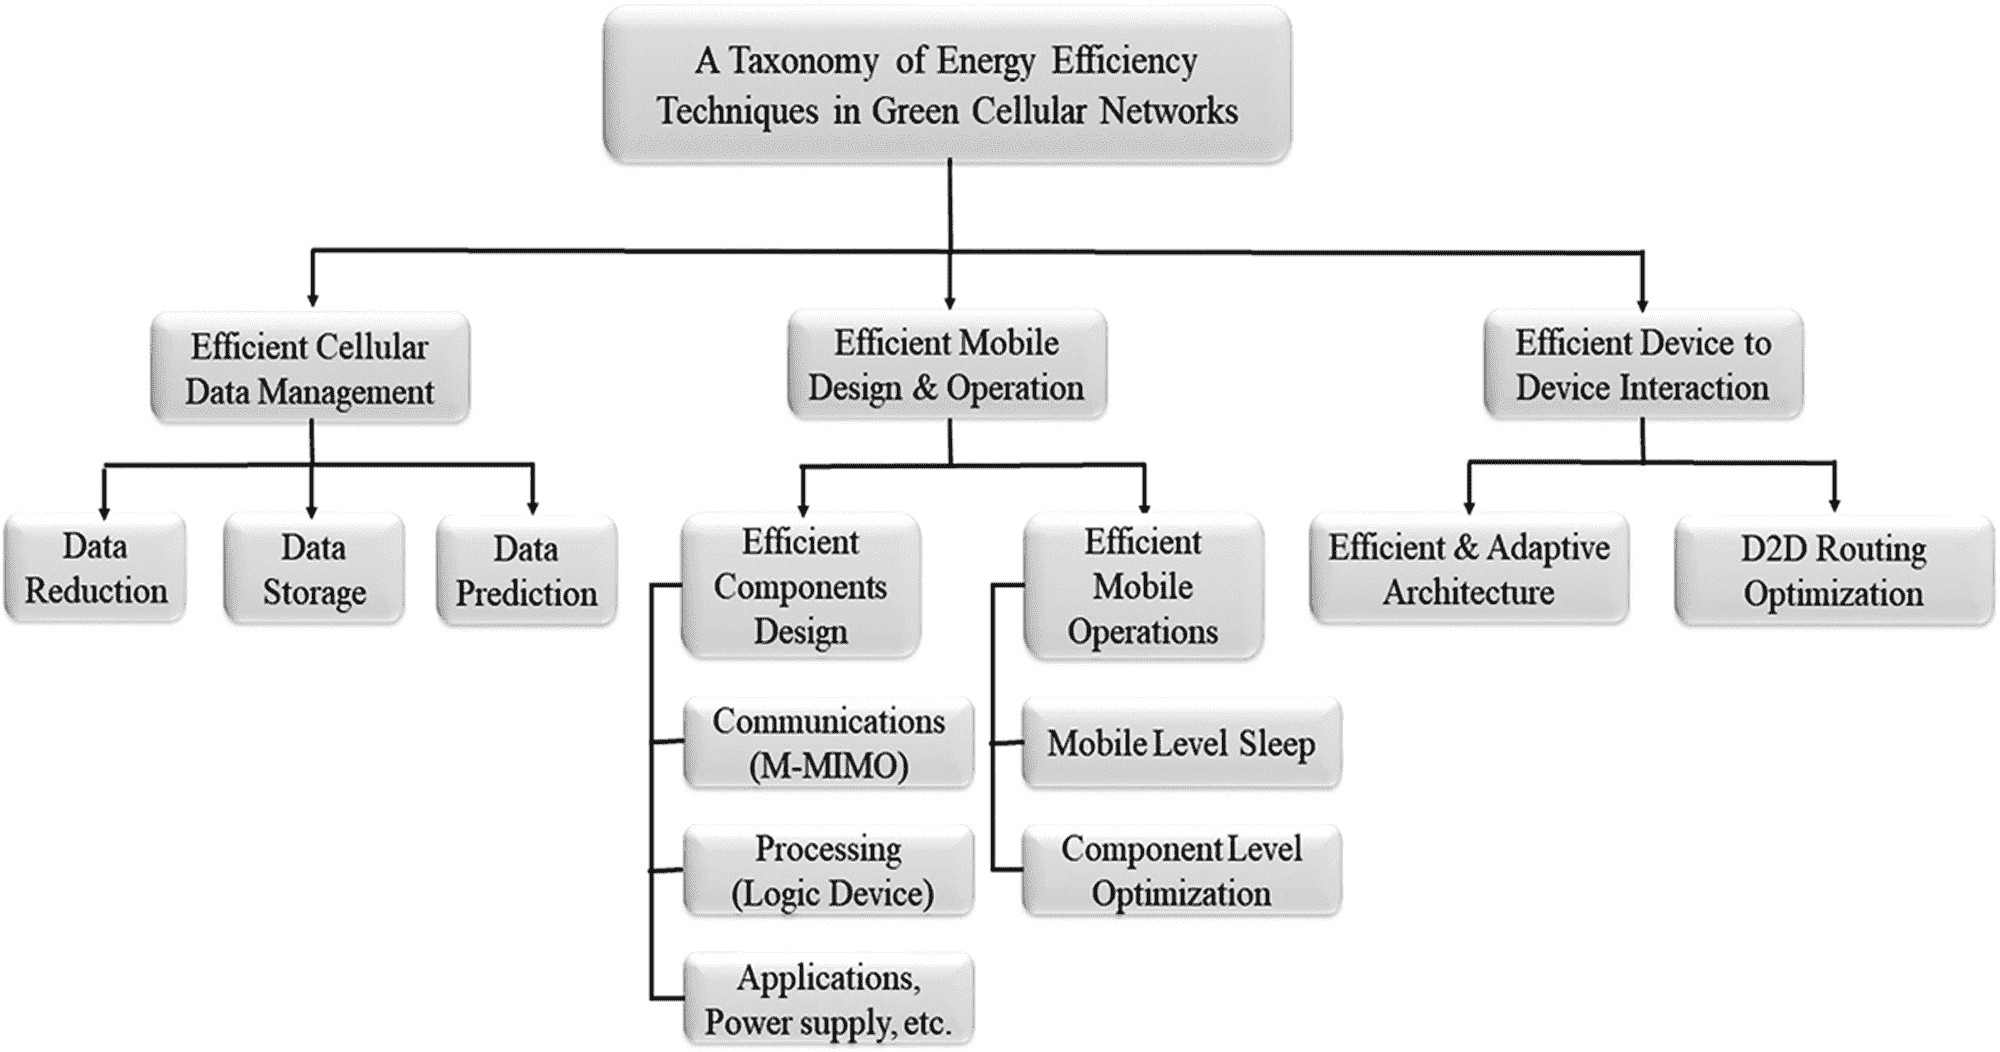 A Taxonomy of Energy Efficiency
Techniques in Green Cellular Networks
Efficient Cellular
Data Management
Efficient Mobile
Design & Operation
Efficient Device to
Device Interaction
Data
Reduction
Data
Storage
Data
Prediction
Efficient
Components
Design
Efficient
Mobile
Operations
Efficient & Adaptive
Architecture
D2D Routing
Optimization
Communications
(M-MIMO)
Mobile Level Sleep
Processing
(Logic Device)
Component Level
Optimization
Applications,
Power supply, etc.